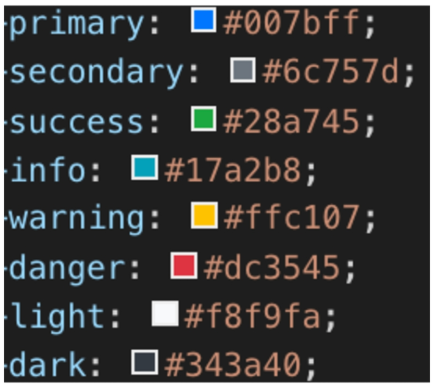 -primary: #007bff;
-secondary: #6c757d;
-success: #28a745;
-info: #17a2b8;
-warning: #ffc107;
-danger: #dc3545;
-light: #f8f9fa;
-dark: #343a40;